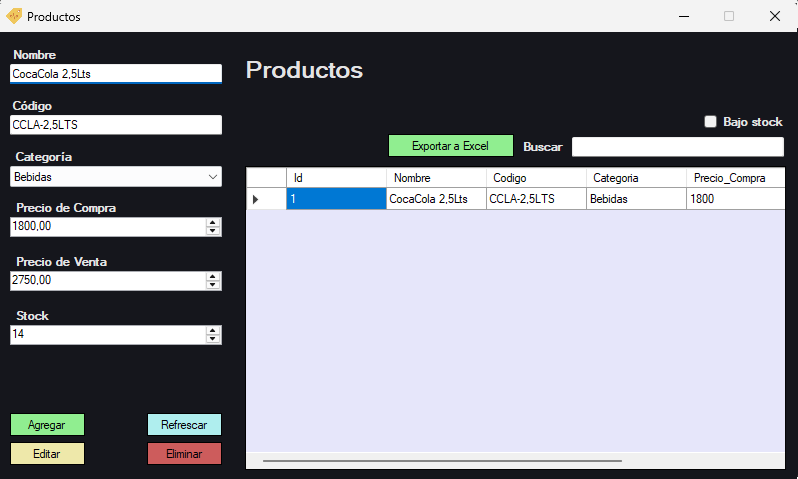 Productos
Nombre
CocaCola 2,5Lts
Código
CCLA-2,5LTS
Categoría
Bebidas
Precio de Compra
1800,00
Precio de Venta
2750,00
Stock
14
Agregar
Refrescar
Editar
Eliminar
Productos
Bajo stock
Exportar a Excel
Buscar
Id Nombre Codigo Categoria Precio_Compra
1 CocaCola 2,5Lts CCLA-2,5LTS Bebidas 1800